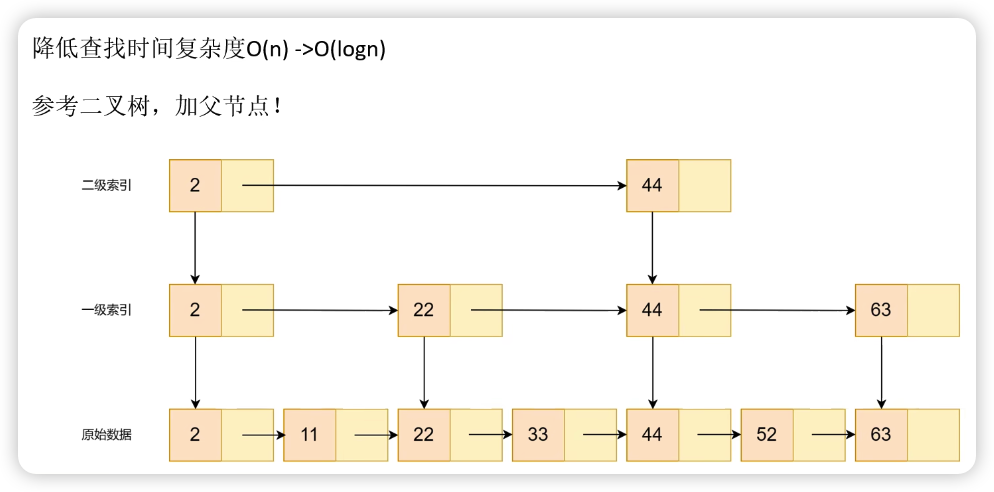 降低查找时间复杂度O(n) ->O(logn)
参考二叉树，加父节点！
二级索引 2 44
一级索引 2 22 44 63
原始数据 2 11 22 33 44 52 63